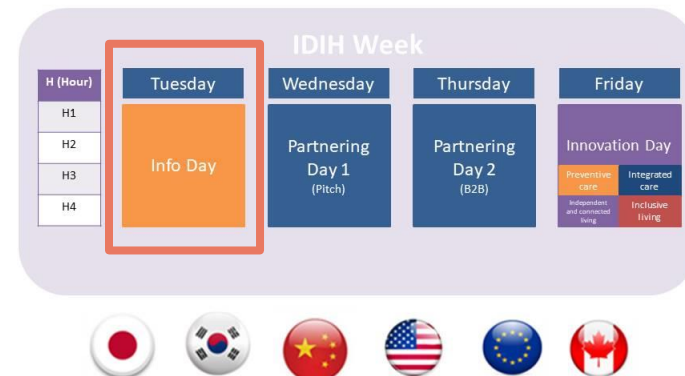 IDIH Week
H (Hour)
Tuesday
Wednesday
Thursday
Friday
H1
H2
H3
H4
Info Day
Partnering
Day 1
(Pitch)
Partnering
Day 2
(B2B)
Innovation Day
Preventive
care
Integrated
care
Independent
and connected
living
Inclusive
living